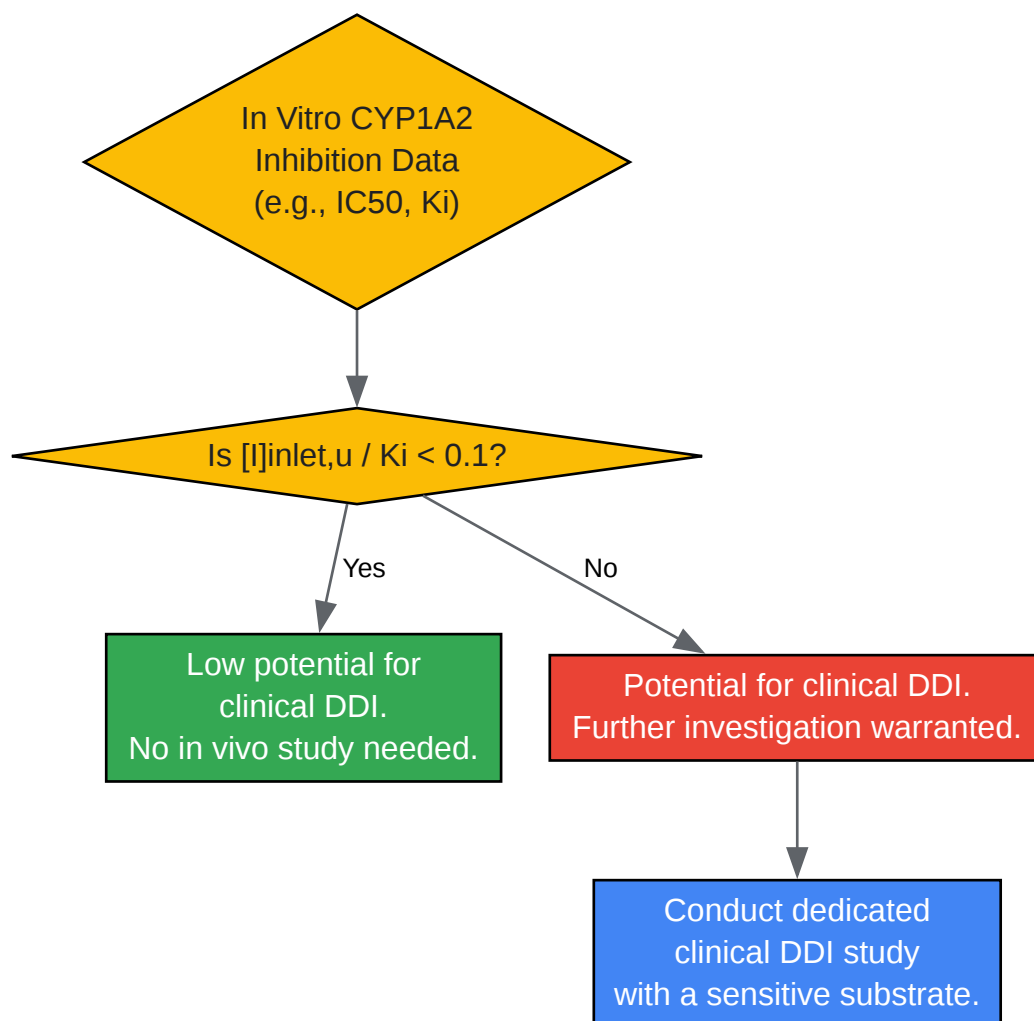 In Vitro CYP1A2
Inhibition Data
(e.g., IC50, Ki)
Is [I]inlet,u / Ki < 0.1?
Yes
No
Low potential for
clinical DDI.
No in vivo study needed.
Potential for clinical DDI.
Further investigation warranted.
Conduct dedicated
clinical DDI study
with a sensitive substrate.